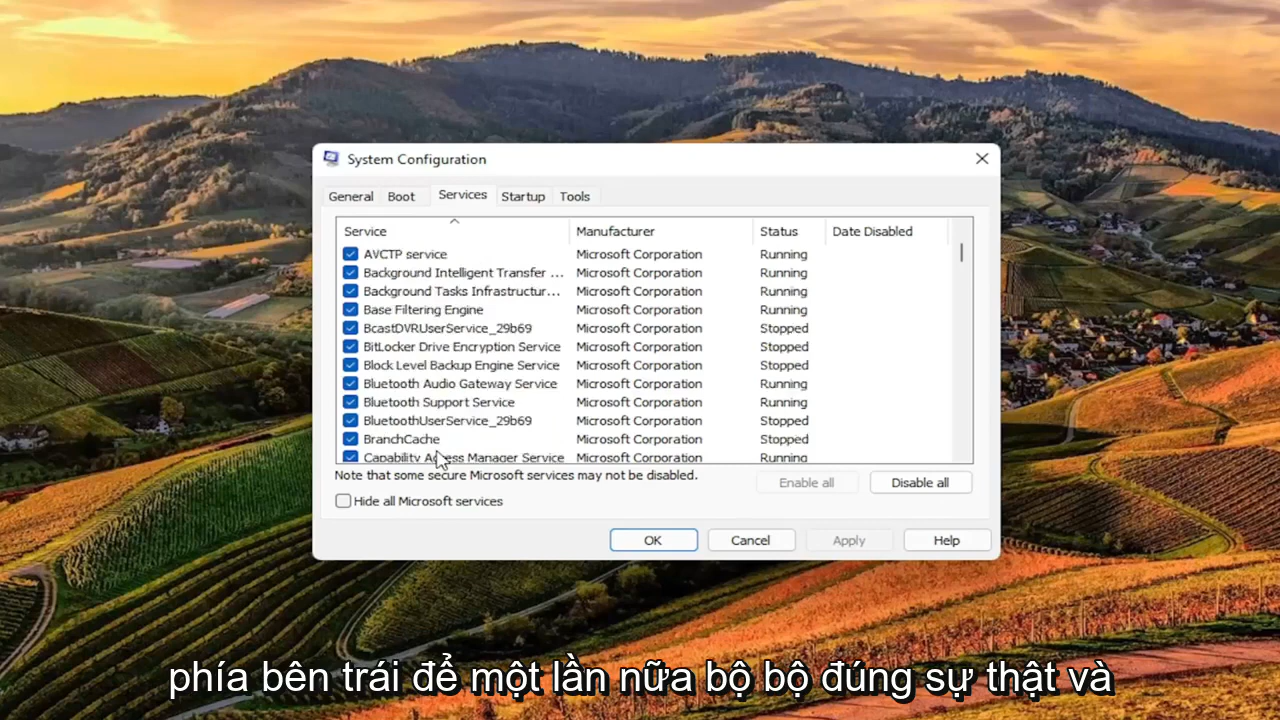 System Configuration
General Boot Services Startup Tools
Service Manufacturer Status Date Disabled
AVCTP service Microsoft Corporation Running
Background Intelligent Transfer ... Microsoft Corporation Running
Background Tasks Infrastructur... Microsoft Corporation Running
Base Filtering Engine Microsoft Corporation Running
BcastDVRUserService_29b69 Microsoft Corporation Stopped
BitLocker Drive Encryption Service Microsoft Corporation Stopped
Block Level Backup Engine Service Microsoft Corporation Stopped
Bluetooth Audio Gateway Service Microsoft Corporation Running
Bluetooth Support Service Microsoft Corporation Running
BluetoothUserService_29b69 Microsoft Corporation Stopped
BranchCache Microsoft Corporation Stopped
Capability Access Manager Service Microsoft Corporation Running
Note that some secure Microsoft services may not be disabled.
Enable all Disable all
Hide all Microsoft services
OK Cancel Apply Help
phía bên trái để một lần nữa bộ bộ đúng sự thật và